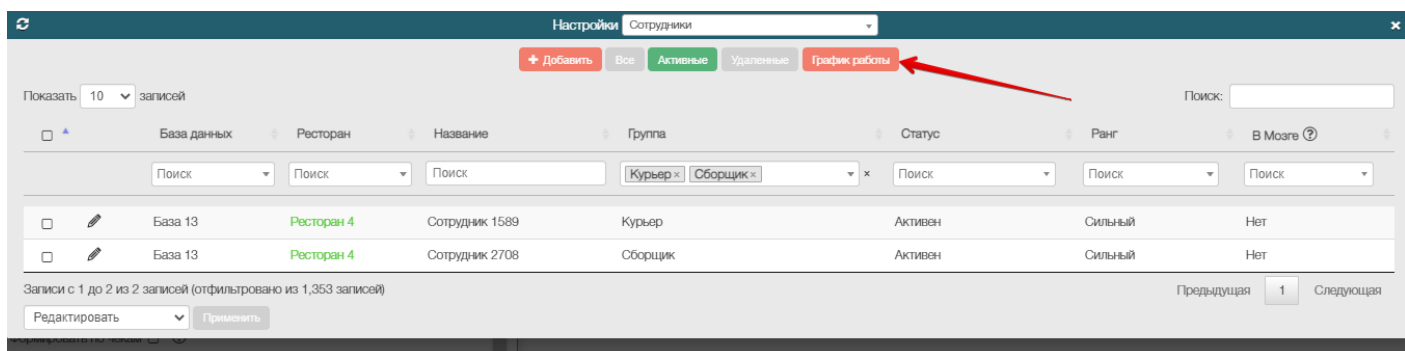 Настройки Сотрудники
Добавить Все Активные Удаленные График работы
Показать 10 записей Поиск:
База данных Ресторан Название Группа Статус Ранг В Мозге
Поиск Поиск Поиск Курьер × Сборщик × × Поиск Поиск Поиск
База 13 Ресторан 4 Сотрудник 1589 Курьер Активен Сильный Нет
База 13 Ресторан 4 Сотрудник 2708 Сборщик Активен Сильный Нет
Записи с 1 до 2 из 2 записей (отфильтровано из 1,353 записей)
Предыдущая 1 Следующая
Редактировать Применить